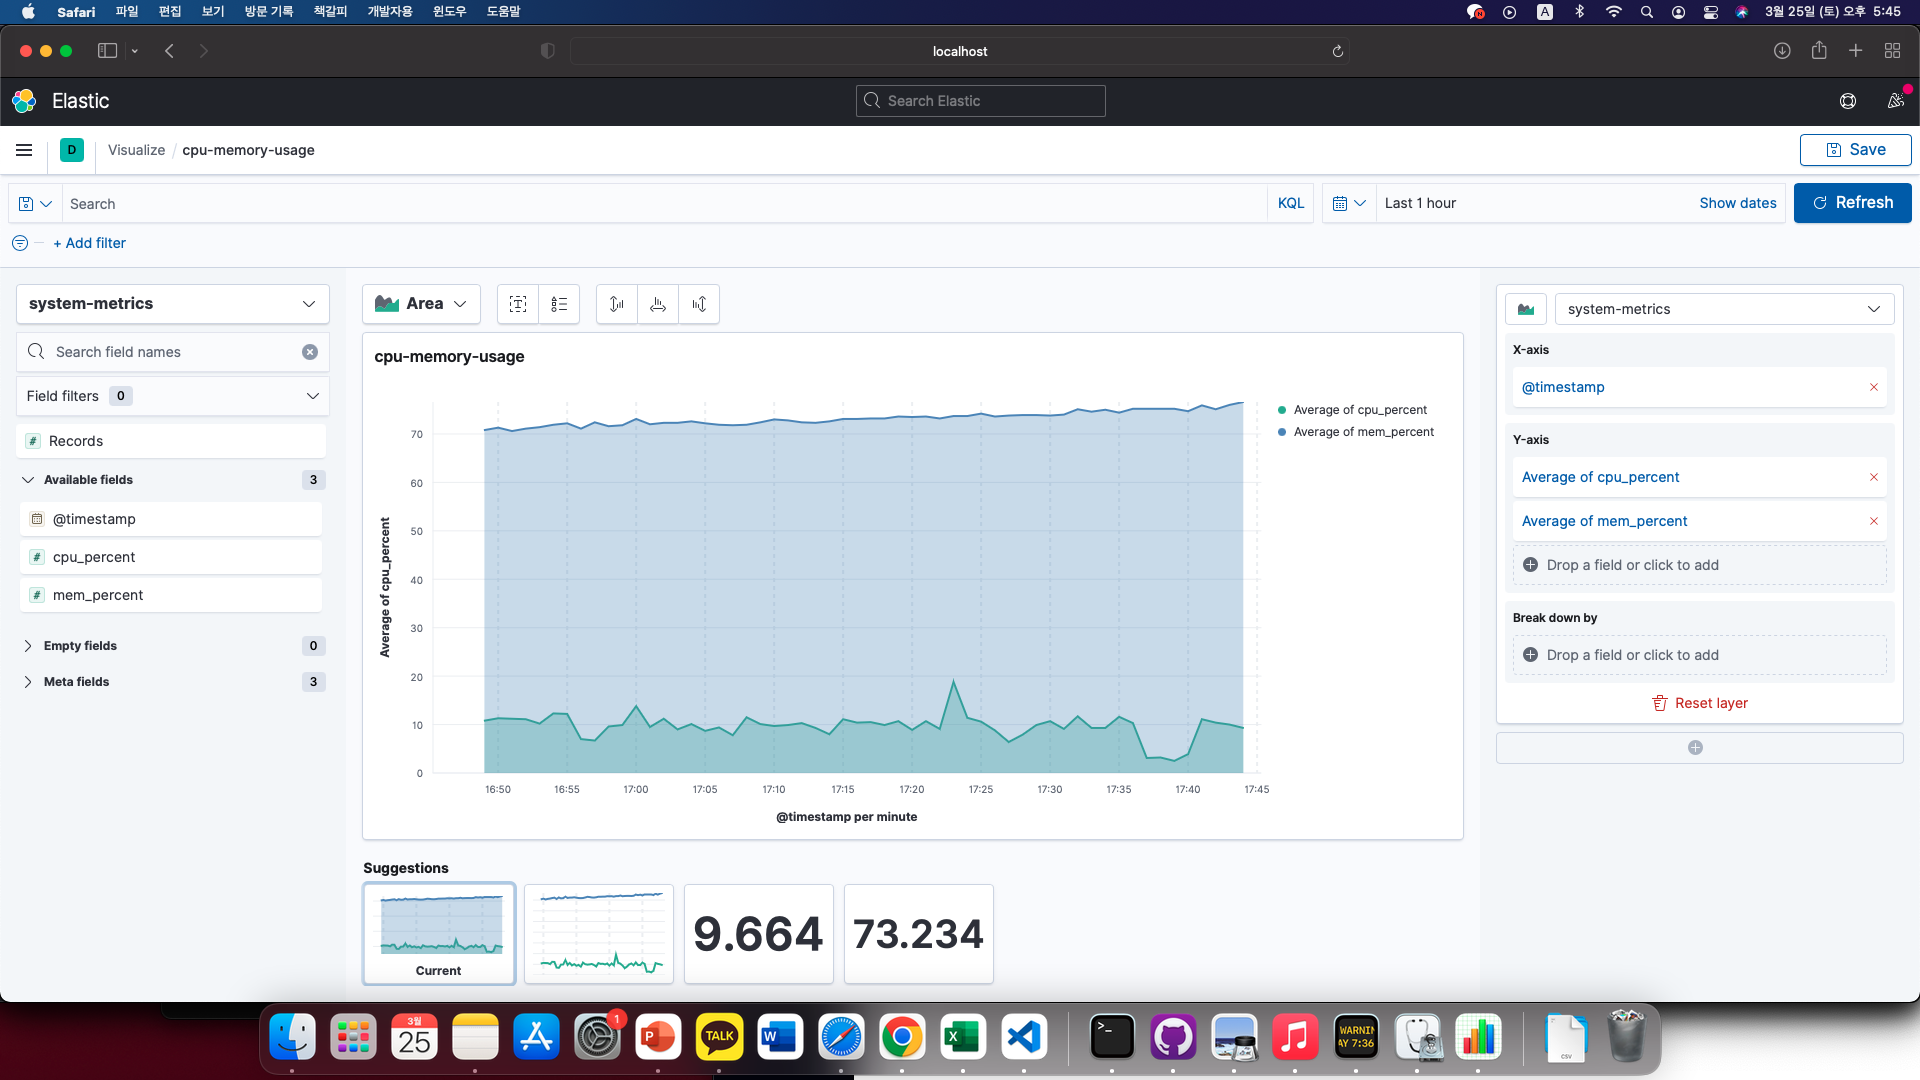 Safari 파일 편집 보기 방문 기록 책갈피 개발자용 윈도우 도움말 A 3월 25일 (토) 오후 5:45
localhost
Elastic Search Elastic
D Visualize / cpu-memory-usage Save
Search KQL Last 1 hour Show dates Refresh
+ Add filter
system-metrics
Search field names
Field filters 0
# Records
Available fields 3
@timestamp
# cpu_percent
# mem_percent
Empty fields 0
Meta fields 3
Area
cpu-memory-usage
Average of cpu_percent
Average of mem_percent
Average of cpu_percent
70
60
50
40
30
20
10
0
16:50 16:55 17:00 17:05 17:10 17:15 17:20 17:25 17:30 17:35 17:40 17:45
@timestamp per minute
Suggestions
Current
9.664
73.234
system-metrics
X-axis
@timestamp
Y-axis
Average of cpu_percent
Average of mem_percent
Drop a field or click to add
Break down by
Drop a field or click to add
Reset layer
3월
25
1
P
TALK
W
X
>_
WARNIN
AY 7:36
CSV